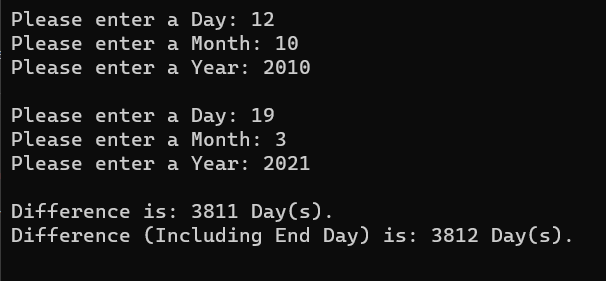 Please enter a Day: 12
Please enter a Month: 10
Please enter a Year: 2010
Please enter a Day: 19
Please enter a Month: 3
Please enter a Year: 2021
Difference is: 3811 Day(s).
Difference (Including End Day) is: 3812 Day(s).